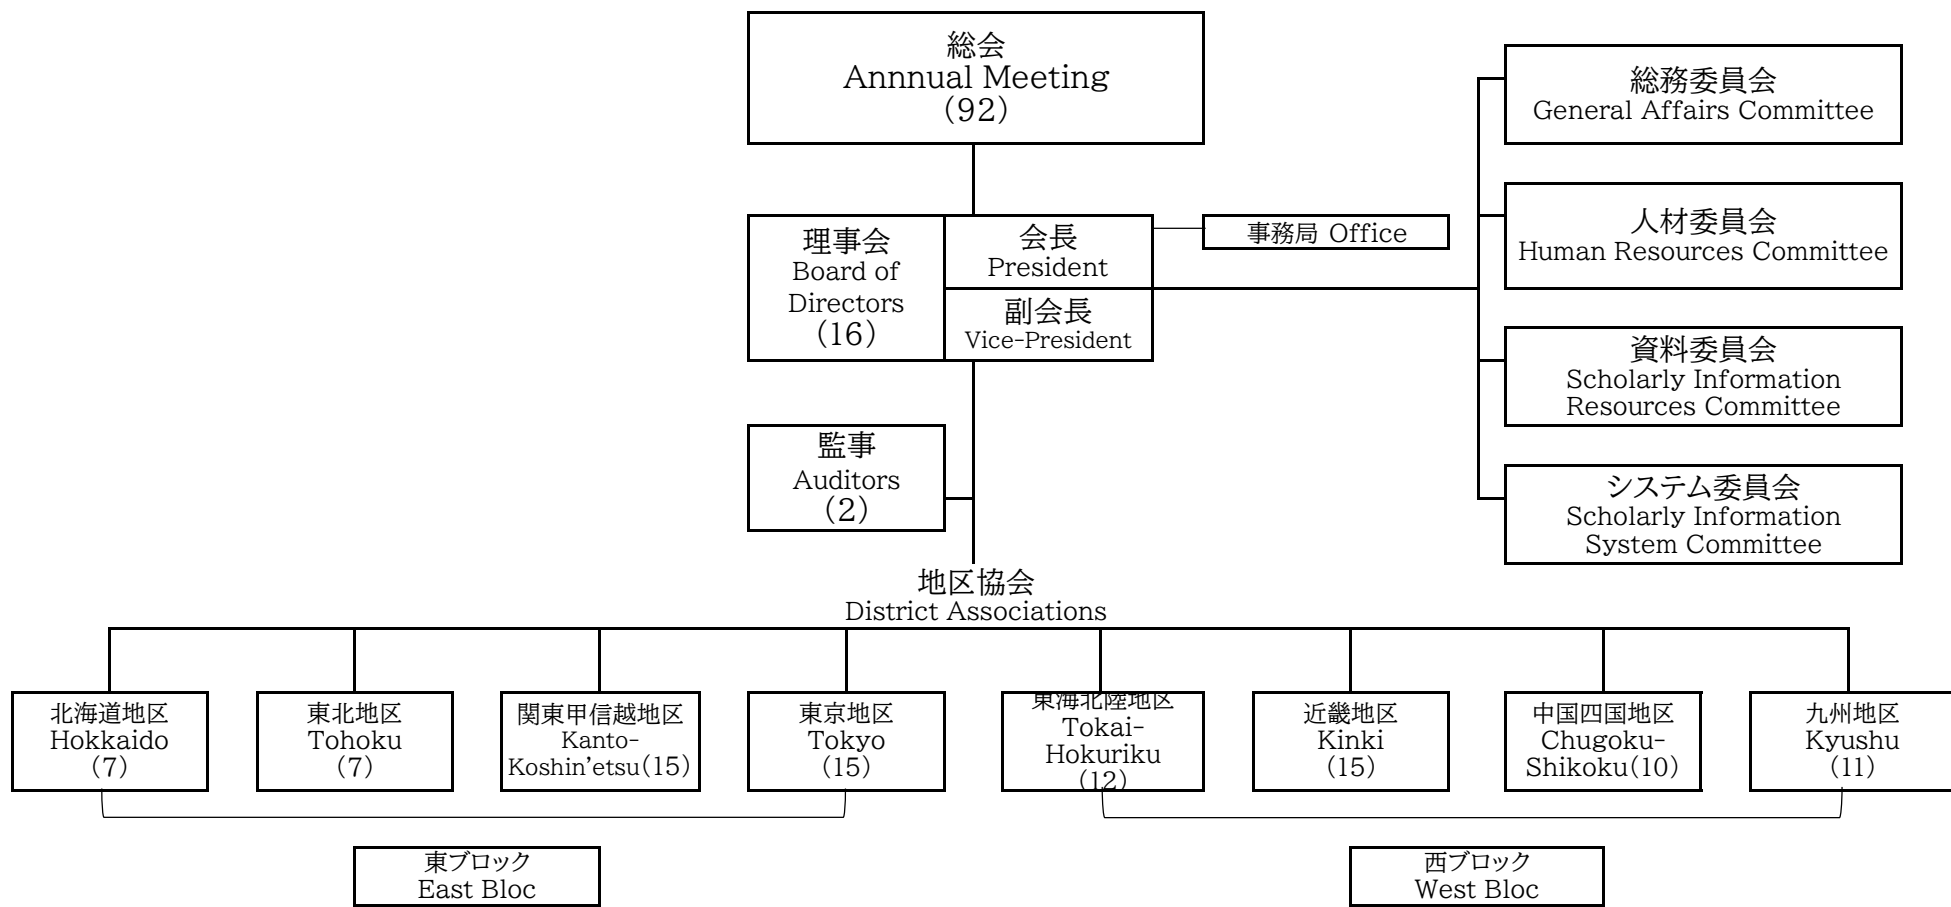 総会
Annnual Meeting
(92)
総務委員会
General Affairs Committee
人材委員会
Human Resources Committee
理事会
Board of
Directors
(16)
会長
President
副会長
Vice-President
事務局 Office
資料委員会
Scholarly Information
Resources Committee
監事
Auditors
(2)
システム委員会
Scholarly Information
System Committee
地区協会
District Associations
北海道地区
Hokkaido
(7)
東北地区
Tohoku
(7)
関東甲信越地区
Kanto-
Koshin'etsu(15)
東京地区
Tokyo
(15)
東海北陸地区
Tokai-
Hokuriku
(12)
近畿地区
Kinki
(15)
中国四国地区
Chugoku-
Shikoku(10)
九州地区
Kyushu
(11)
東ブロック
East Bloc
西ブロック
West Bloc